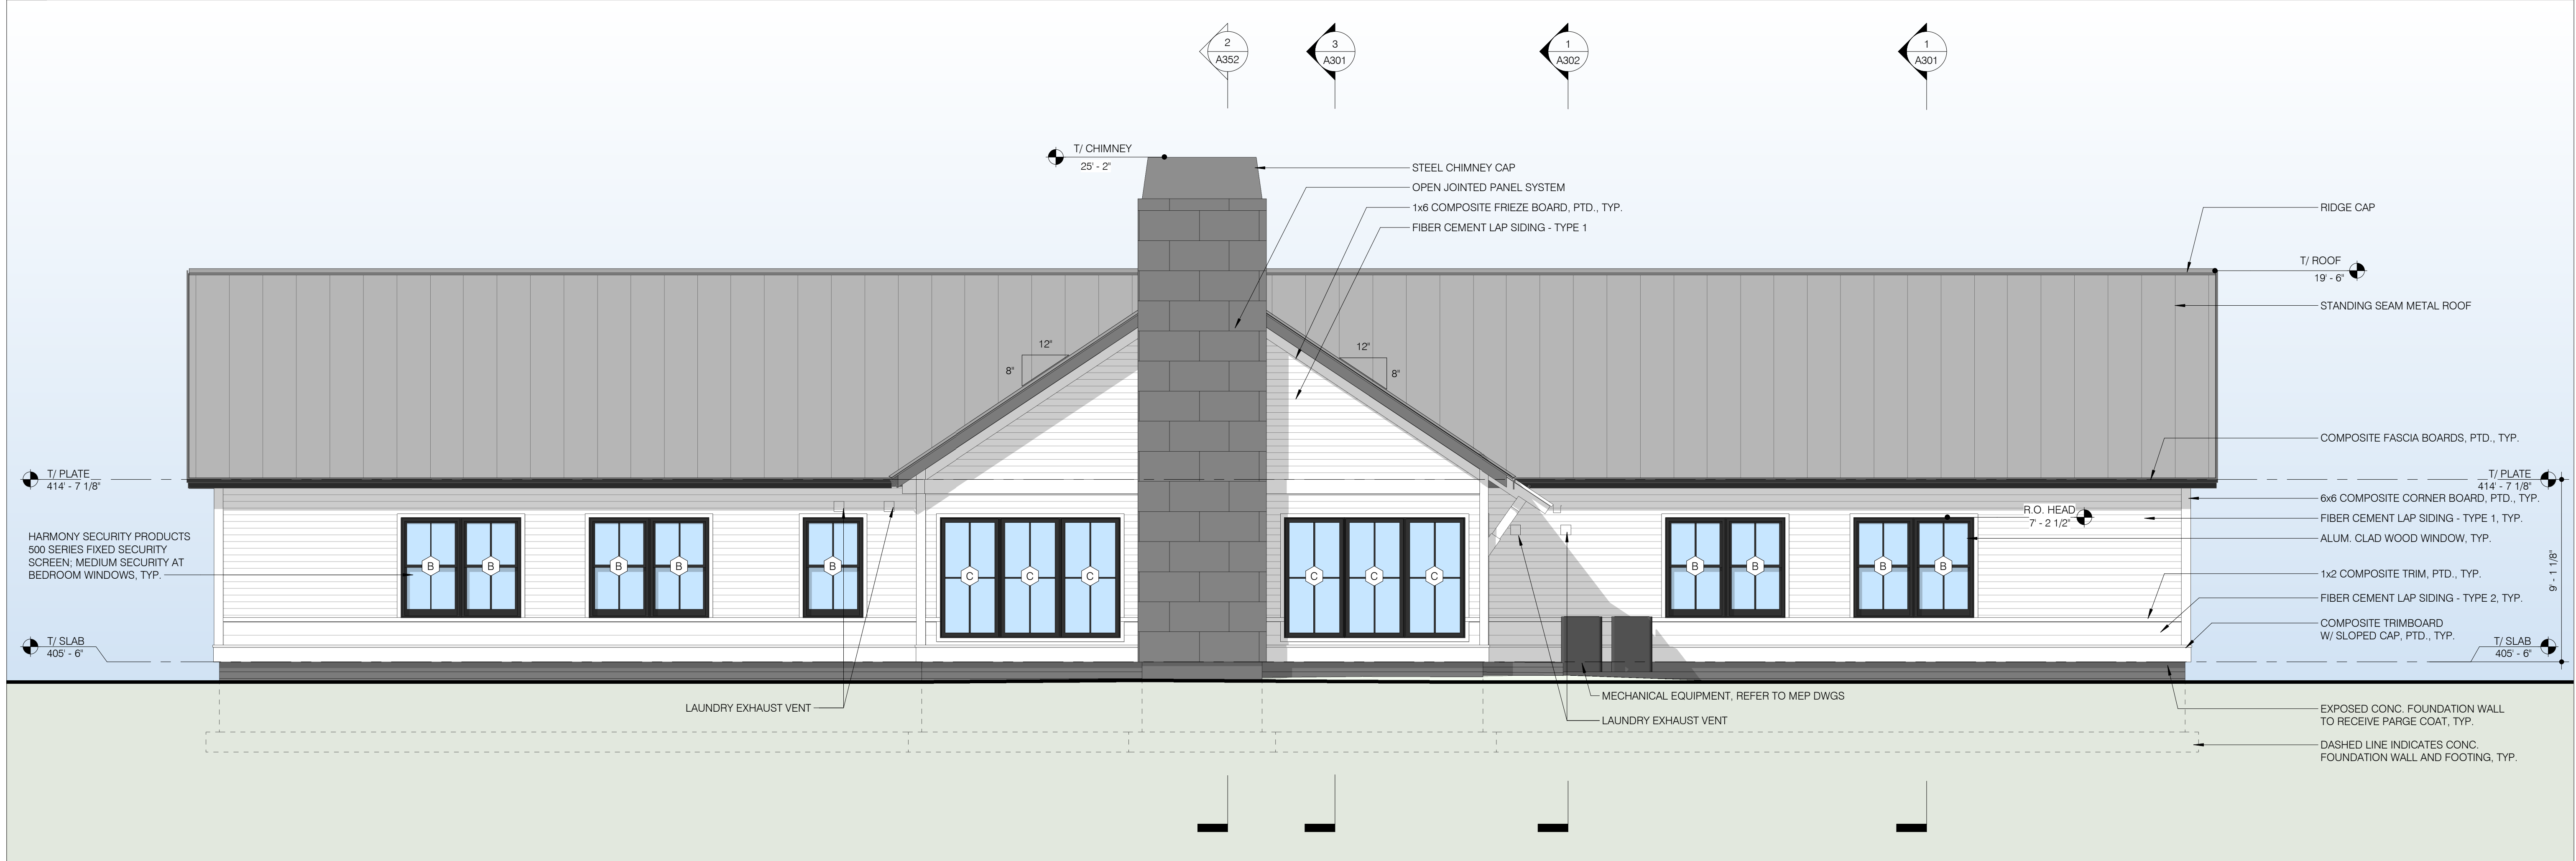 2
A352
3
A301
1
A302
1
A301
T/ CHIMNEY
25' - 2"
STEEL CHIMNEY CAP
OPEN JOINTED PANEL SYSTEM
1x6 COMPOSITE FRIEZE BOARD, PTD., TYP.
FIBER CEMENT LAP SIDING - TYPE 1
RIDGE CAP
T/ ROOF
19' - 6"
STANDING SEAM METAL ROOF
12"
8"
12"
8"
COMPOSITE FASCIA BOARDS, PTD., TYP.
T/ PLATE
414' - 7 1/8"
T/ PLATE
414' - 7 1/8"
6x6 COMPOSITE CORNER BOARD, PTD., TYP.
R.O. HEAD
7' - 2 1/2"
FIBER CEMENT LAP SIDING - TYPE 1, TYP.
ALUM. CLAD WOOD WINDOW, TYP.
HARMONY SECURITY PRODUCTS
500 SERIES FIXED SECURITY
SCREEN; MEDIUM SECURITY AT
BEDROOM WINDOWS, TYP.
B
B
B
B
B
C
C
C
C
C
C
B
B
B
B
9' - 1 1/8"
1x2 COMPOSITE TRIM, PTD., TYP.
FIBER CEMENT LAP SIDING - TYPE 2, TYP.
COMPOSITE TRIMBOARD
W/ SLOPED CAP, PTD., TYP.
T/ SLAB
405' - 6"
T/ SLAB
405' - 6"
MECHANICAL EQUIPMENT, REFER TO MEP DWGS
LAUNDRY EXHAUST VENT
LAUNDRY EXHAUST VENT
EXPOSED CONC. FOUNDATION WALL
TO RECEIVE PARGE COAT, TYP.
DASHED LINE INDICATES CONC.
FOUNDATION WALL AND FOOTING, TYP.